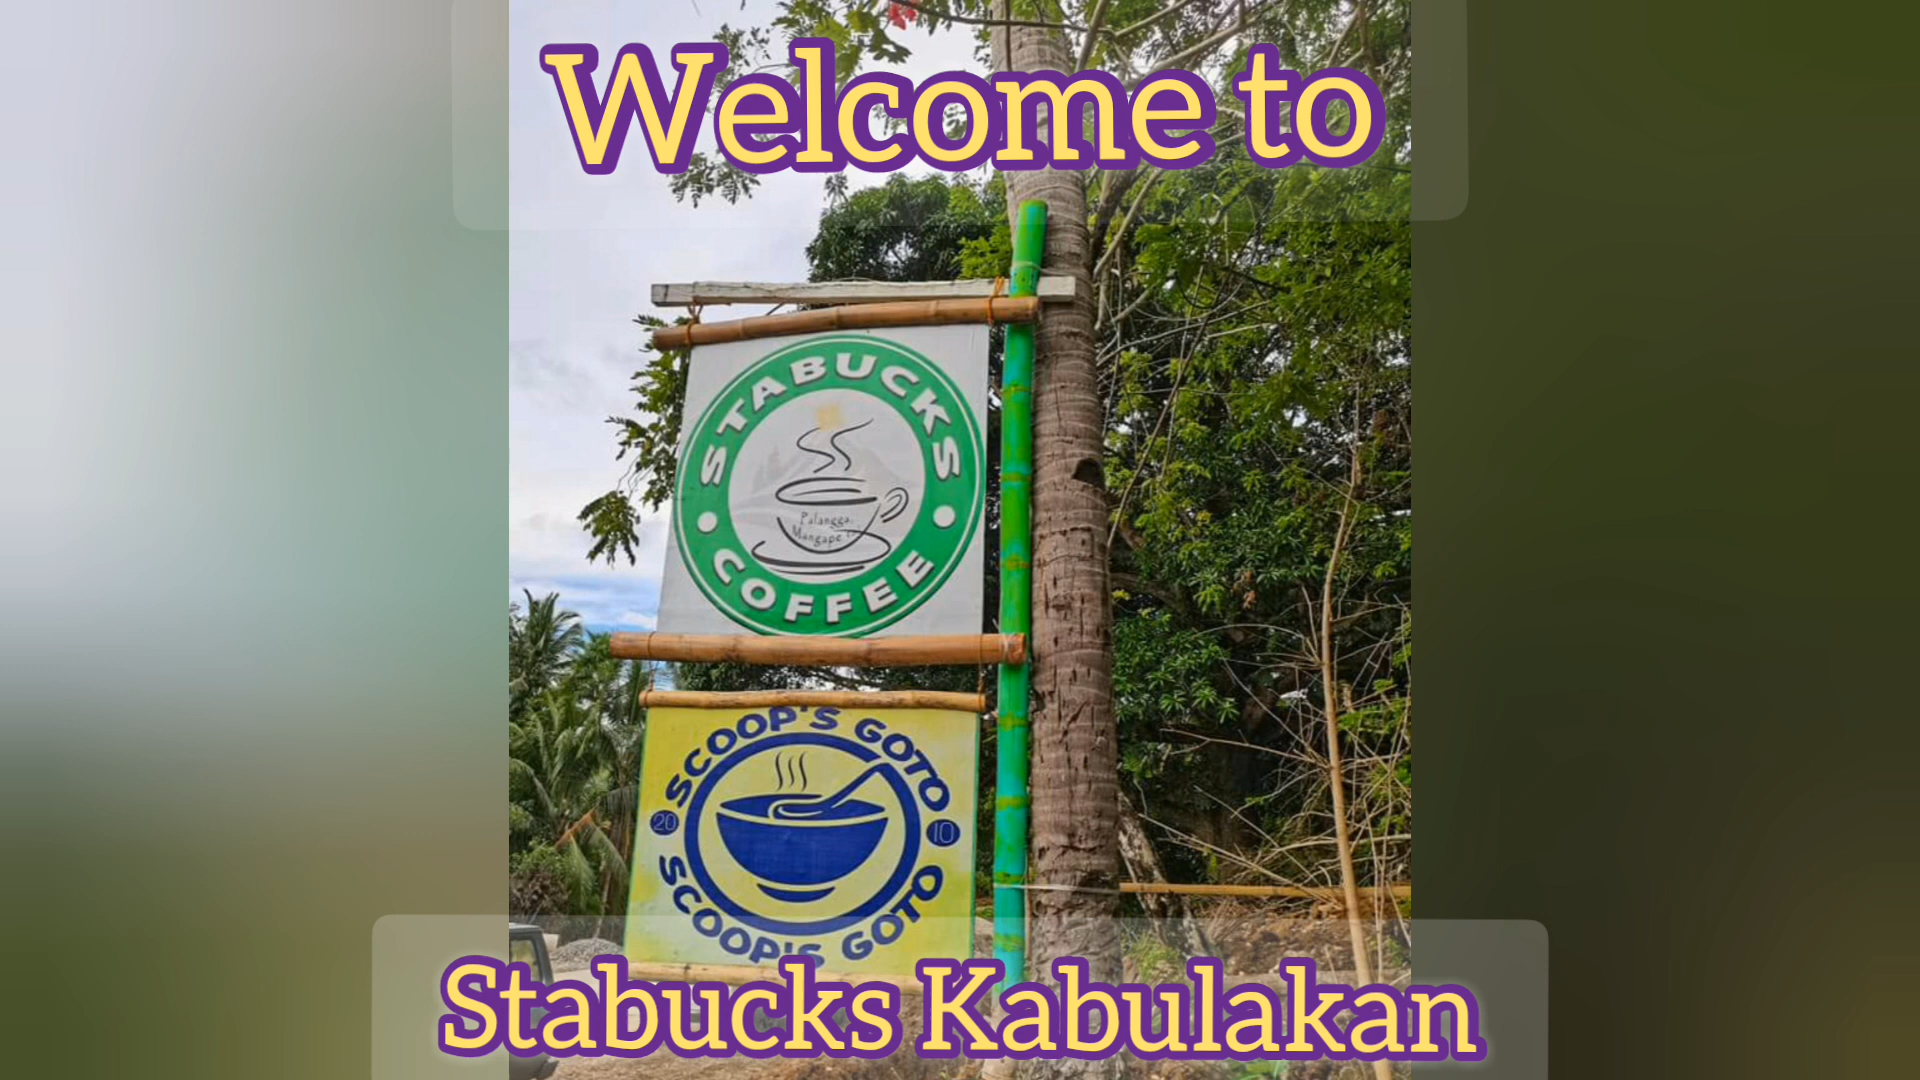 Welcome to
STABUCKS
Palangga,
Mangape
COFFEE
SCOOP'S GOTO
20 10
SCOOP'S GOTO
Stabucks Kabulakan